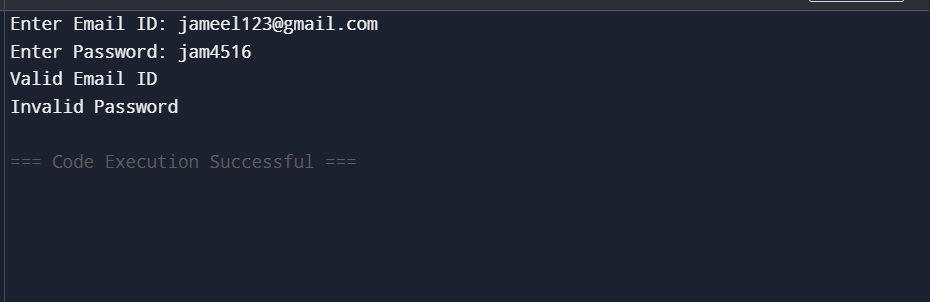 Enter Email ID: jameel123@gmail.com
Enter Password: jam4516
Valid Email ID
Invalid Password
=== Code Execution Successful ===